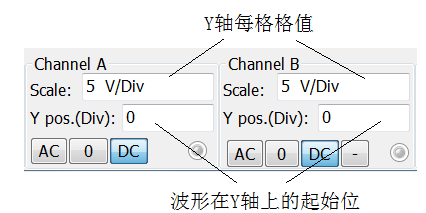 Y轴每格格值
Channel A
Channel B
Scale: 5 V/Div
Scale: 5 V/Div
Y pos.(Div): 0
Y pos.(Div): 0
AC 0 DC
AC 0 DC -
波形在Y轴上的起始位